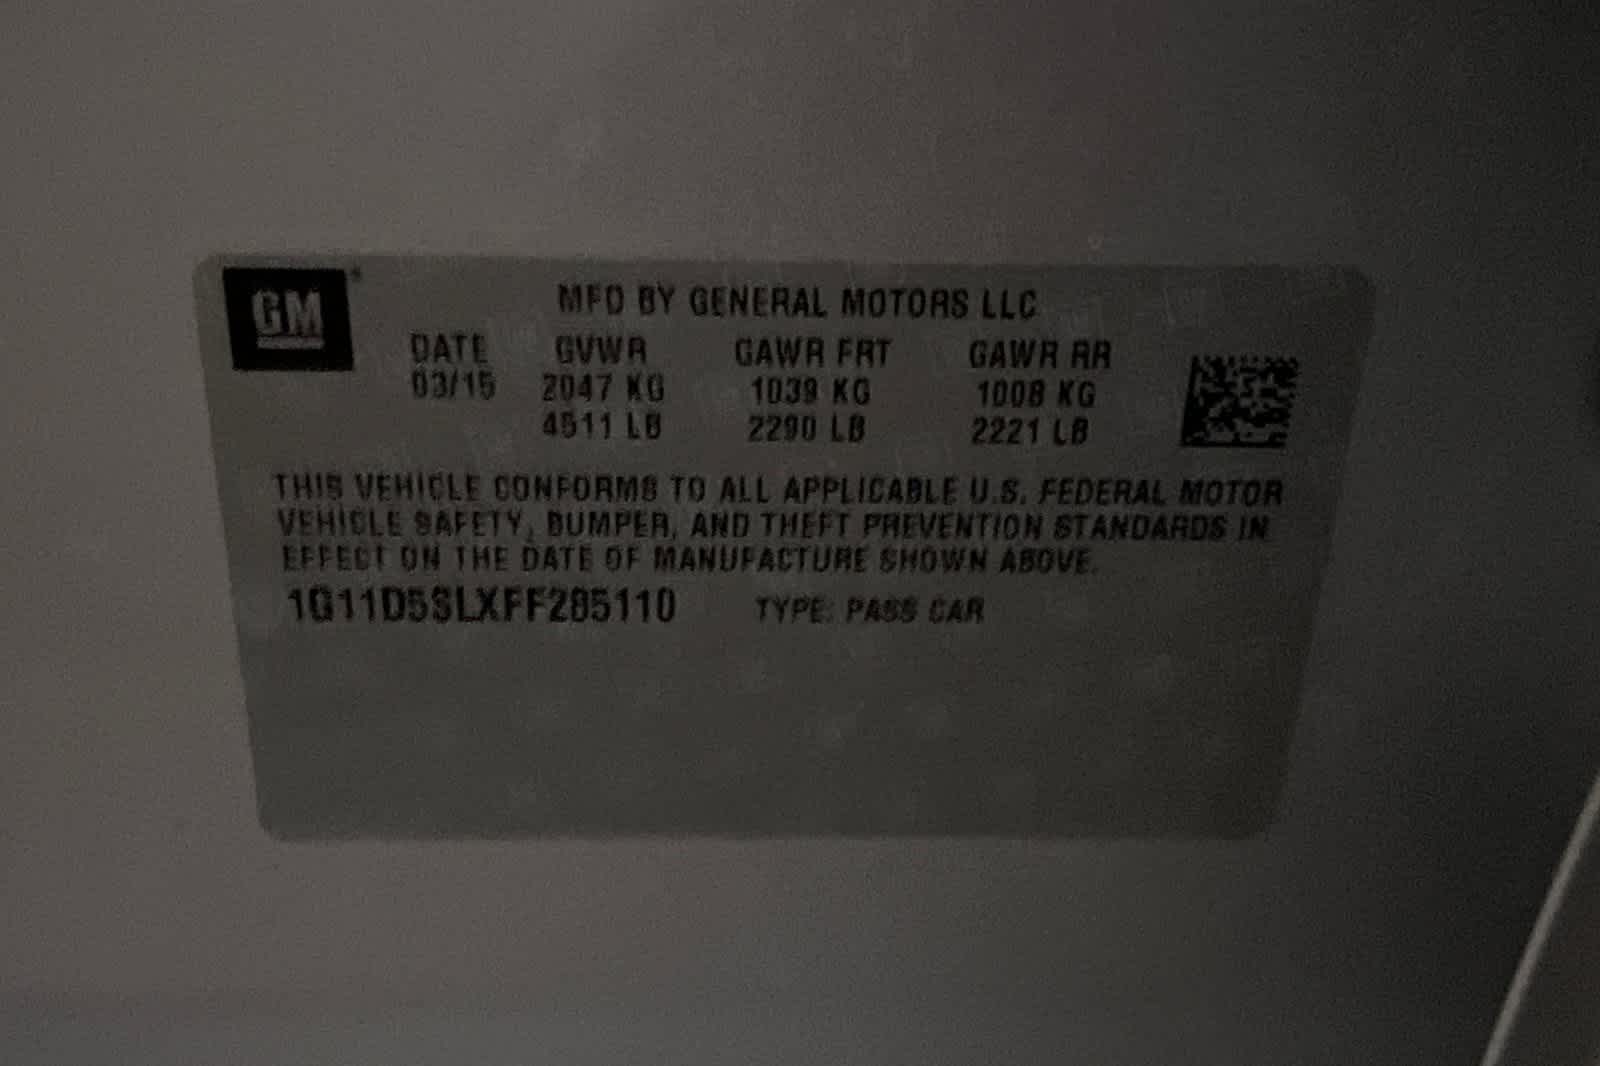 GM
MFD BY GENERAL MOTORS LLC
DATE GVWR GAWR FRT GAWR RR
03/15 2047 KG 1039 KG 1008 KG
4511 LB 2290 LB 2221 LB
THIS VEHICLE CONFORMS TO ALL APPLICABLE U.S. FEDERAL MOTOR
VEHICLE SAFETY, BUMPER, AND THEFT PREVENTION STANDARDS IN
EFFECT ON THE DATE OF MANUFACTURE SHOWN ABOVE.
1G11D5SLXFF285110 TYPE: PASS CAR